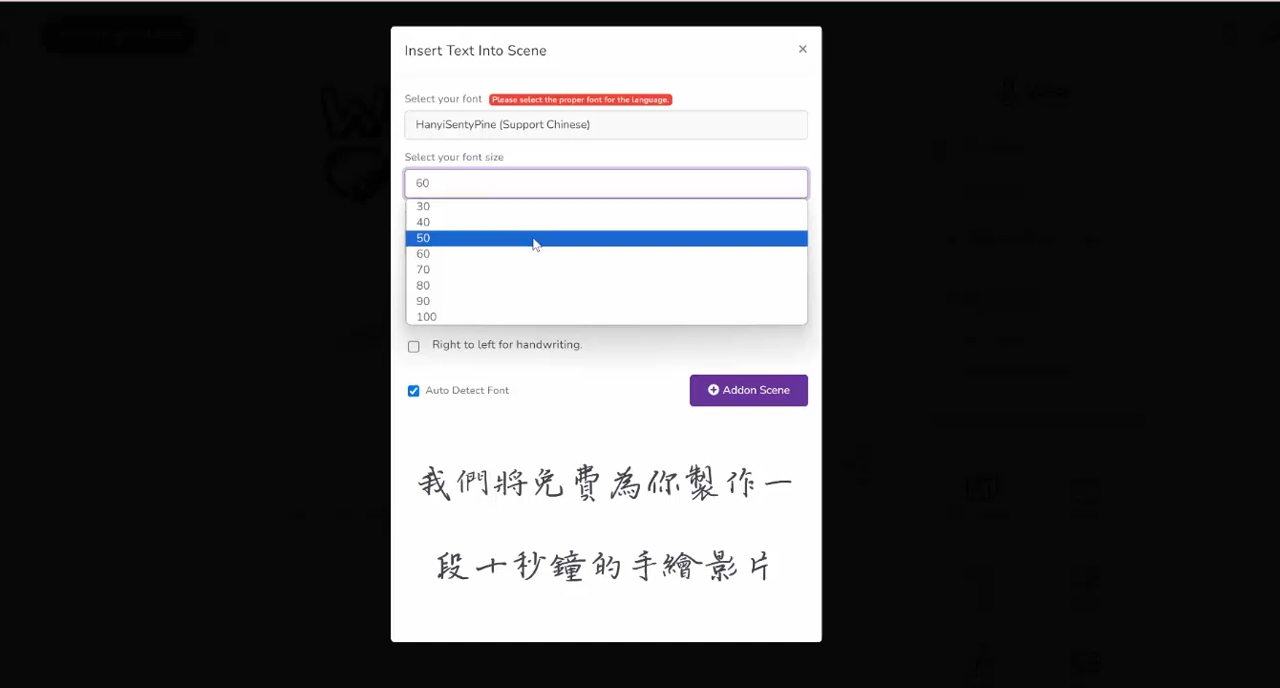 Insert Text Into Scene
×
Select your font Please select the proper font for the language.
HanyiSentyPine (Support Chinese)
Select your font size
60
30
40
50
60
70
80
90
100
Right to left for handwriting.
Auto Detect Font
Addon Scene
我們將免費為你製作一
段十秒鐘的手繪影片